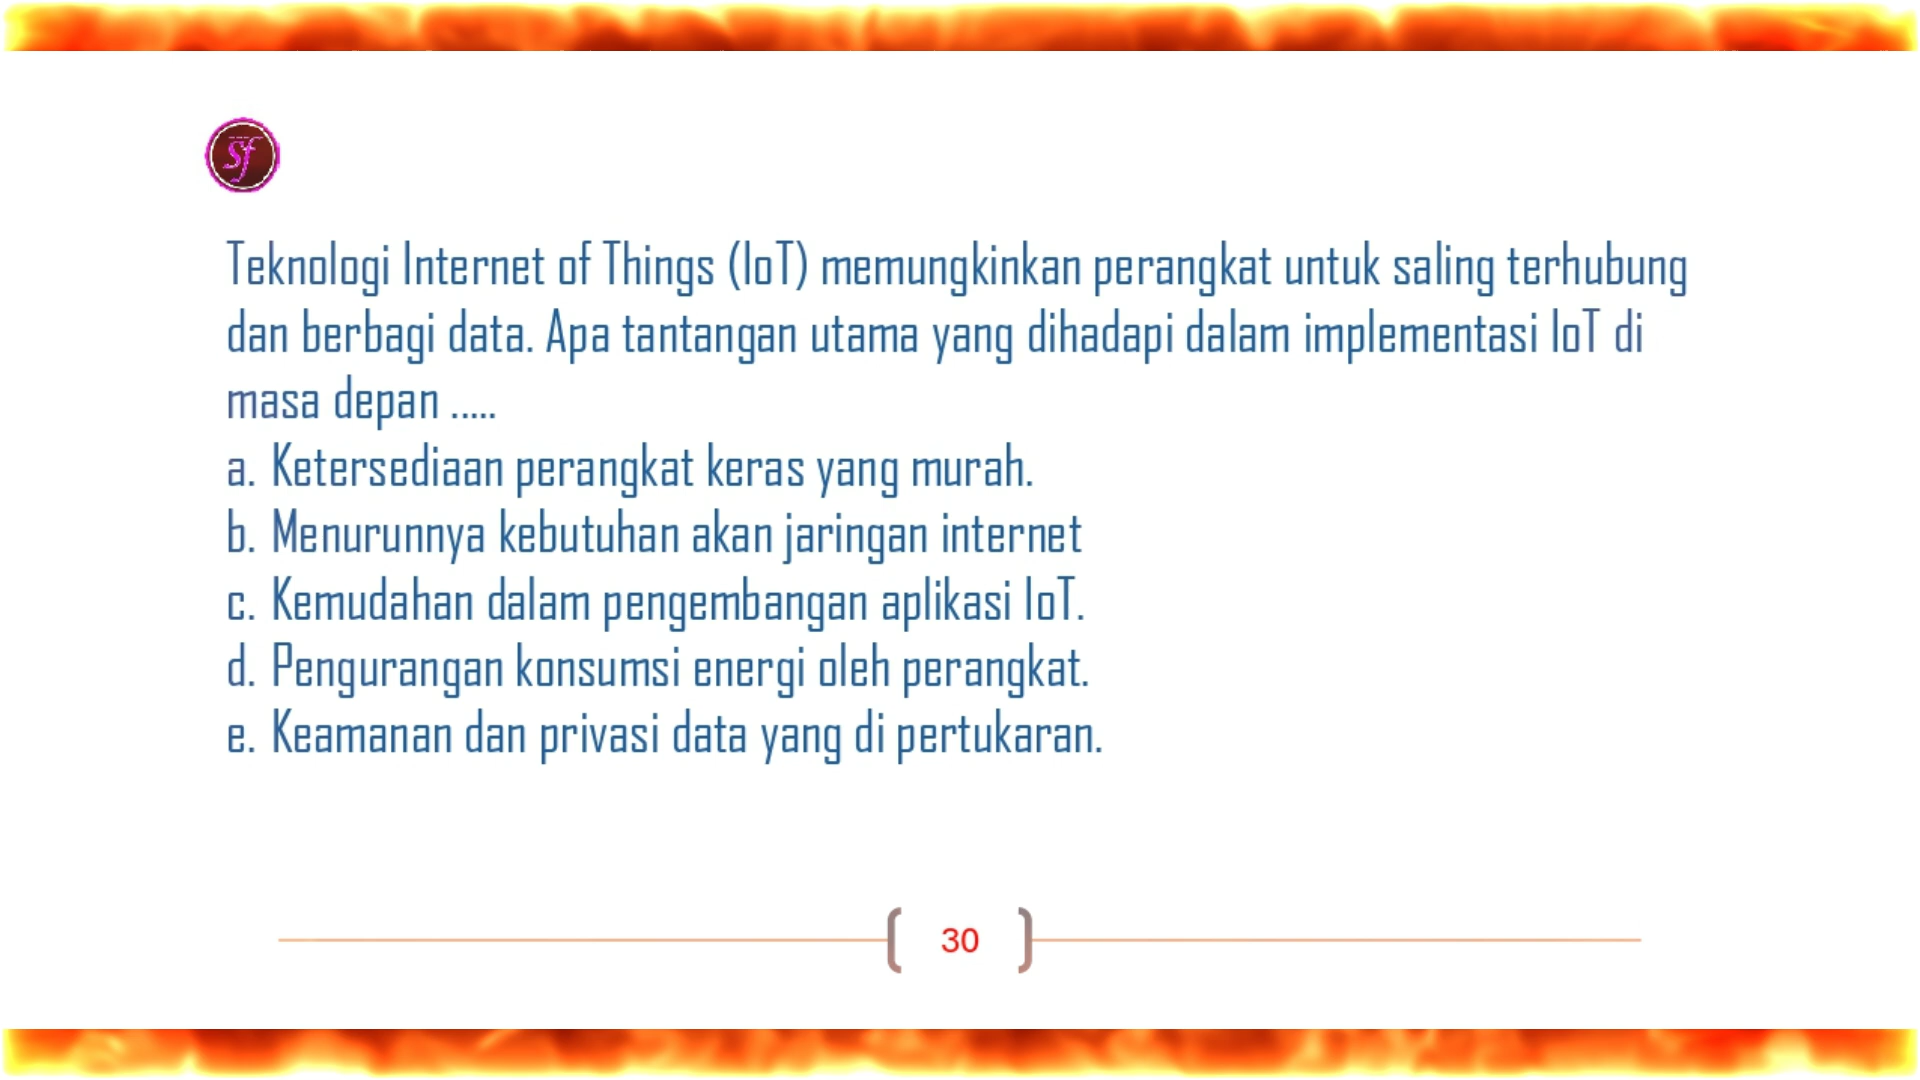 Sf
Teknologi Internet of Things (IoT) memungkinkan perangkat untuk saling terhubung
dan berbagi data. Apa tantangan utama yang dihadapi dalam implementasi IoT di
masa depan .....
a. Ketersediaan perangkat keras yang murah.
b. Menurunnya kebutuhan akan jaringan internet
c. Kemudahan dalam pengembangan aplikasi IoT.
d. Pengurangan konsumsi energi oleh perangkat.
e. Keamanan dan privasi data yang di pertukaran.
30